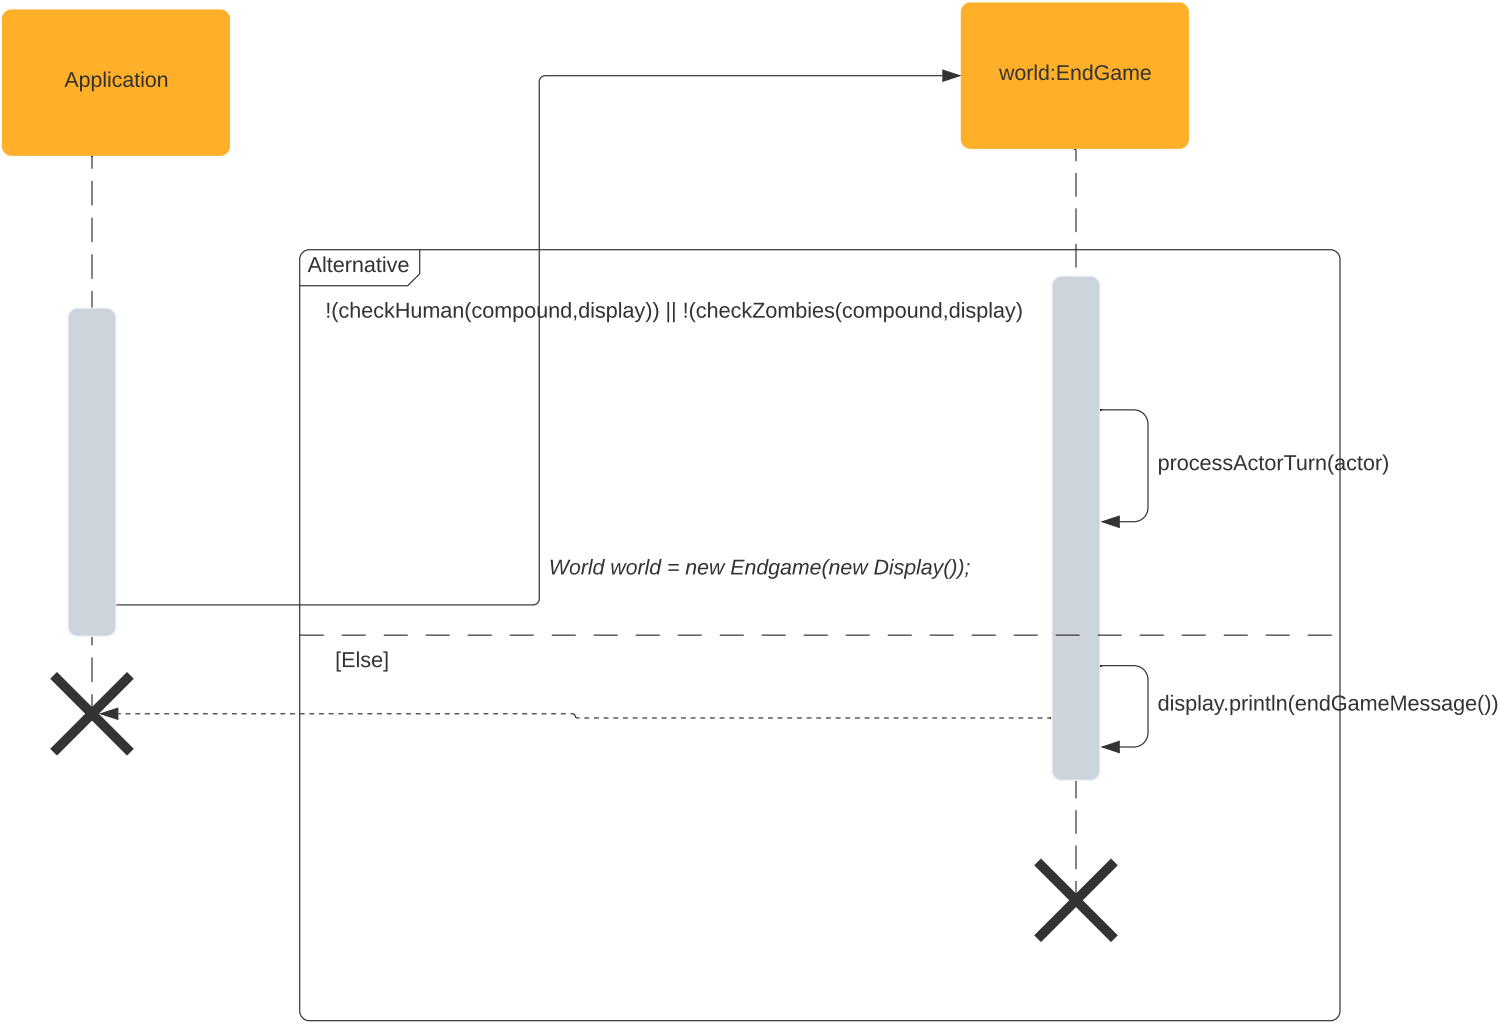 Application
world:EndGame
Alternative
!(checkHuman(compound,display)) || !(checkZombies(compound,display)
processActorTurn(actor)
World world = new Endgame(new Display());
[Else]
display.println(endGameMessage())